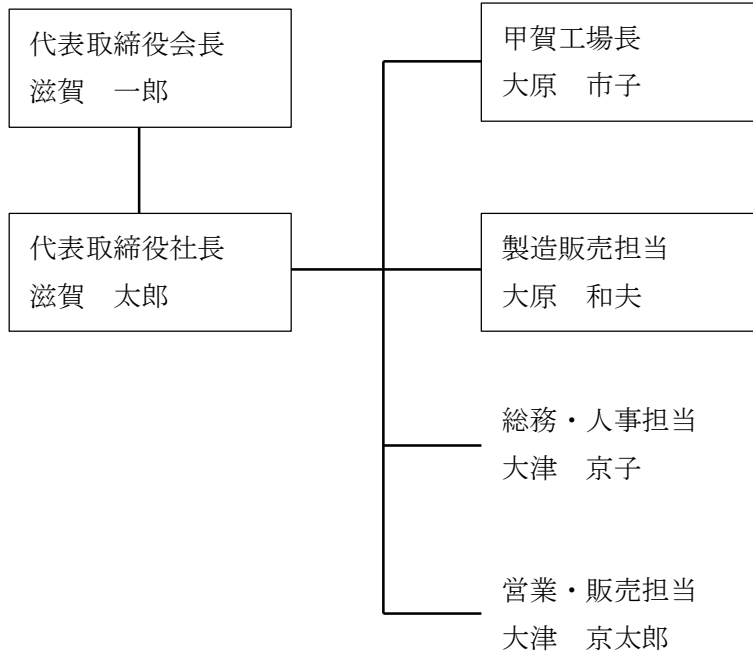 代表取締役会長
滋賀　一郎
代表取締役社長
滋賀　太郎
甲賀工場長
大原　市子
製造販売担当
大原　和夫
総務・人事担当
大津　京子
営業・販売担当
大津　京太郎